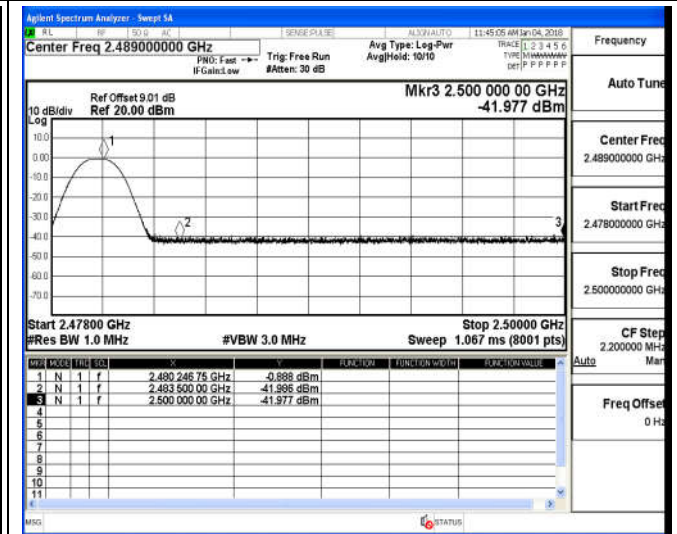 Agilent Spectrum Analyzer - Swept SA
RL RF 50 Ω AC SENSE:PULSE ALIGN AUTO 11:45:05 AM Jan 04, 2018
Center Freq 2.489000000 GHz
PNO: Fast
IFGain:Low
Trig: Free Run
#Atten: 30 dB
Avg Type: Log-Pwr
Avg|Hold: 10/10
TRACE 1 2 3 4 5 6
TYPE MWWWWW
DET P P P P P P
Frequency
Auto Tune
Center Freq
2.489000000 GHz
Start Freq
2.478000000 GHz
Stop Freq
2.500000000 GHz
CF Step
2.200000 MHz
Auto Man
Freq Offset
0 Hz
Mkr3 2.500 000 00 GHz
-41.977 dBm
Ref Offset 9.01 dB
10 dB/div Ref 20.00 dBm
Log
10.0
0.00
-10.0
-20.0
-30.0
-40.0
-50.0
-60.0
-70.0
1
2
3
Start 2.47800 GHz Stop 2.50000 GHz
#Res BW 1.0 MHz #VBW 3.0 MHz Sweep 1.067 ms (8001 pts)
MKR MODE TRC SCL X Y FUNCTION FUNCTION WIDTH FUNCTION VALUE
1 N 1 f 2.480 246 75 GHz -0.888 dBm
2 N 1 f 2.483 500 00 GHz -41.986 dBm
3 N 1 f 2.500 000 00 GHz -41.977 dBm
4
5
6
7
8
9
10
11
MSG STATUS